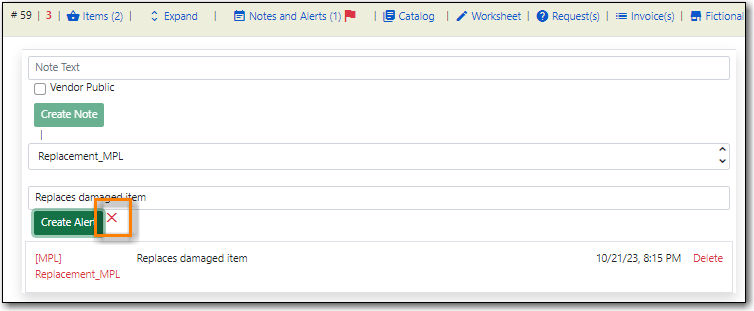 # 59 | 3 | Items (2) | Expand | Notes and Alerts (1) | Catalog | Worksheet | Request(s) | Invoice(s) | Fictional
Note Text
Vendor Public
Create Note
|
Replacement_MPL
Replaces damaged item
Create Alert
[MPL] Replaces damaged item 10/21/23, 8:15 PM Delete
Replacement_MPL